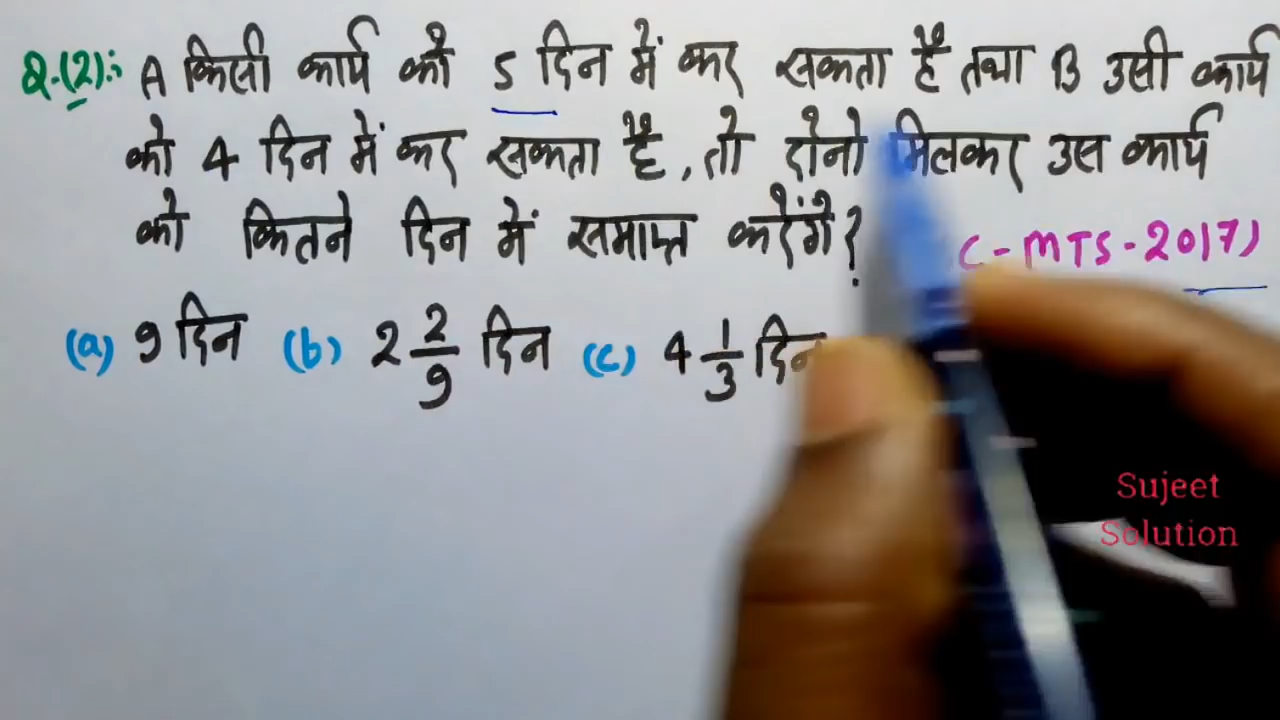 Q.(2):- A किसी कार्य को 5 दिन में कर सकता है तथा B उसी कार्य
को 4 दिन में कर सकता है, तो दोनो मिलकर उस कार्य
को कितने दिन में समाप्त करेंगे?
C-MTS-2017)
(a) 9 दिन (b) 2 2/9 दिन (c) 4 1/3 दिन
Sujeet
Solution